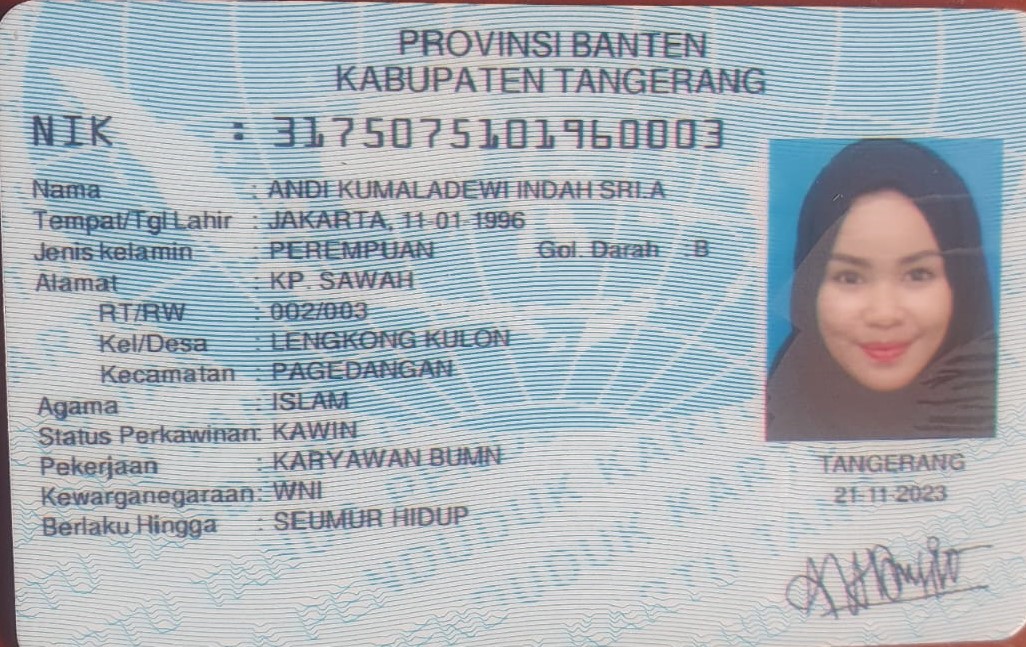 PROVINSI BANTEN
KABUPATEN TANGERANG
NIK : 3175075101960003
Nama : ANDI KUMALADEWI INDAH SRI.A
Tempat/Tgl Lahir : JAKARTA, 11-01-1996
Jenis kelamin : PEREMPUAN Gol. Darah : B
Alamat : KP. SAWAH
RT/RW : 002/003
Kel/Desa : LENGKONG KULON
Kecamatan : PAGEDANGAN
Agama : ISLAM
Status Perkawinan: KAWIN
Pekerjaan : KARYAWAN BUMN
Kewarganegaraan: WNI
Berlaku Hingga : SEUMUR HIDUP
TANGERANG
21-11-2023